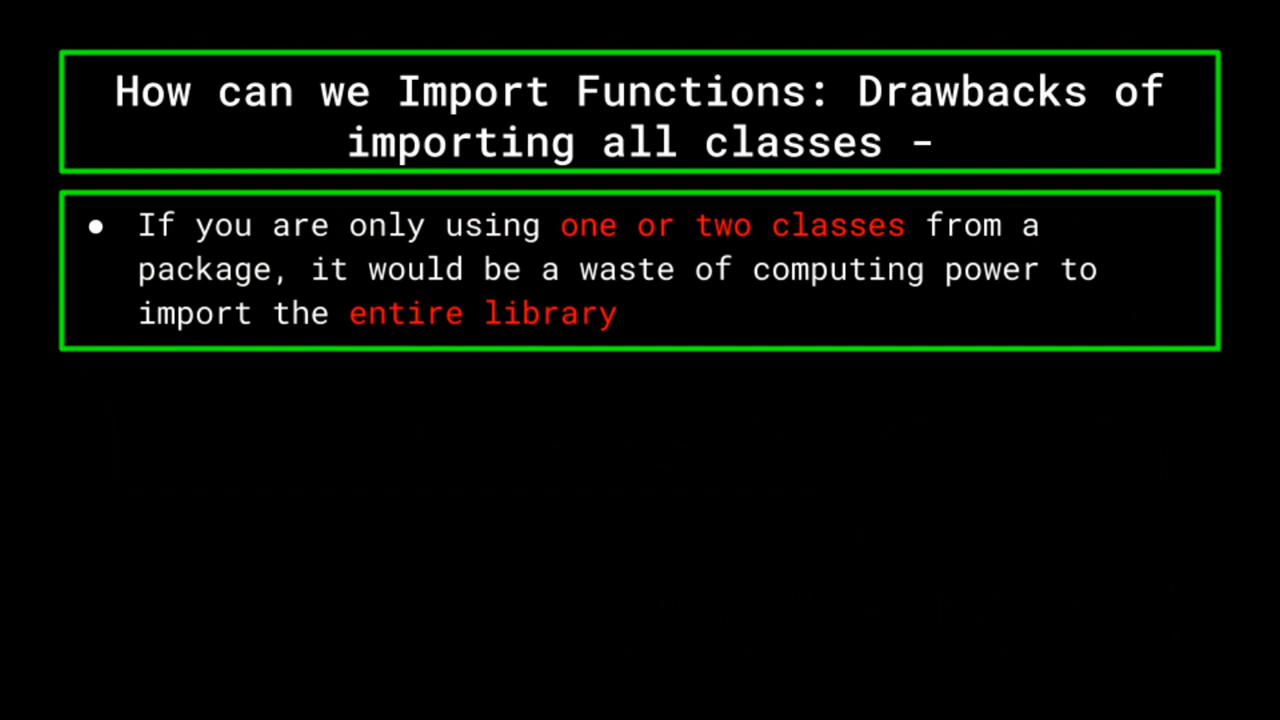 How can we Import Functions: Drawbacks of
importing all classes -
● If you are only using one or two classes from a
package, it would be a waste of computing power to
import the entire library